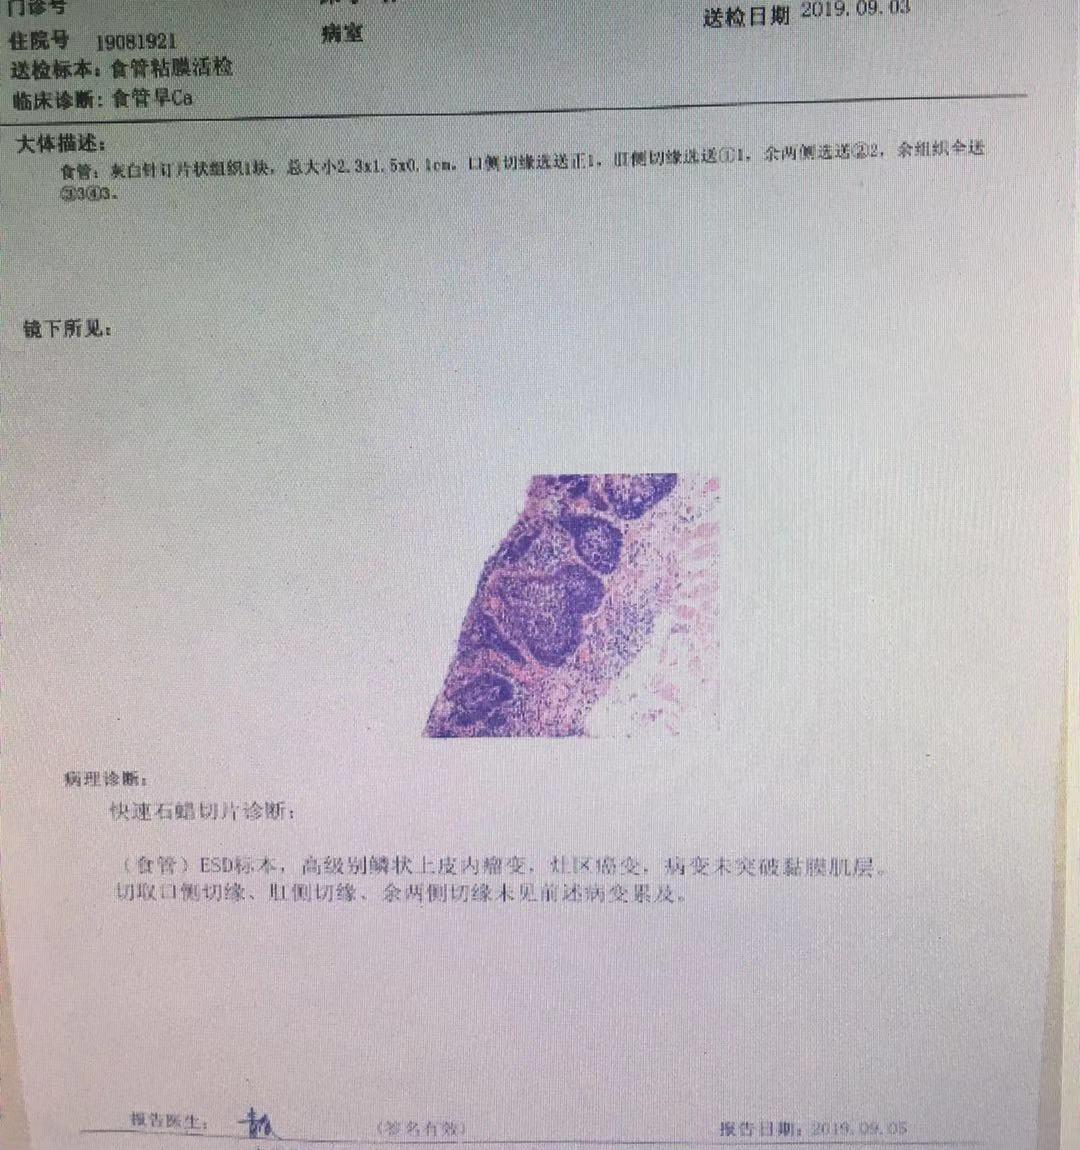 门诊号
送检日期 2019.09.03
住院号 19081921
病室
送检标本: 食管粘膜活检
临床诊断: 食管早Ca
大体描述:
食管: 灰白针钉片状组织1块, 总大小2.3x1.5x0.1cm. 口侧切缘选送正1, 肛侧切缘选送①1, 余两侧选送②2, 余组织全送
③3④3.
镜下所见:
病理诊断:
快速石蜡切片诊断:
(食管)ESD标本, 高级别鳞状上皮内瘤变, 灶区癌变, 病变未突破黏膜肌层。
切取口侧切缘、肛侧切缘、余两侧切缘未见前述病变累及。
报告医生:
(签名有效)
报告日期: 2019.09.05